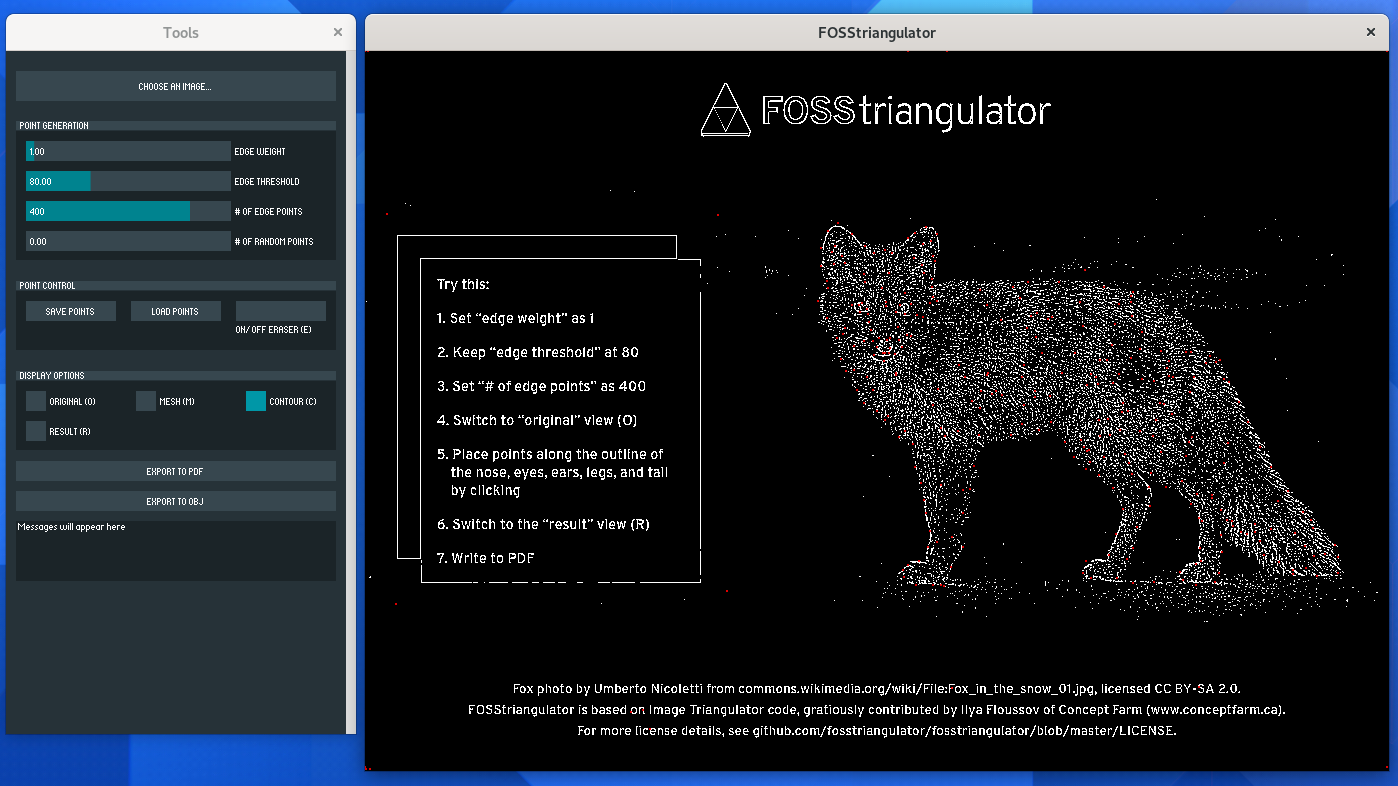 Tools
CHOOSE AN IMAGE...
POINT GENERATION
1.00 EDGE WEIGHT
80.00 EDGE THRESHOLD
400 # OF EDGE POINTS
0.00 # OF RANDOM POINTS
POINT CONTROL
SAVE POINTS LOAD POINTS
ON/OFF ERASER (E)
DISPLAY OPTIONS
ORIGINAL (O) MESH (M) CONTOUR (C)
RESULT (R)
EXPORT TO PDF
EXPORT TO OBJ
Messages will appear here
FOSStriangulator
FOSStriangulator
Try this:
1. Set “edge weight” as 1
2. Keep “edge threshold” at 80
3. Set “# of edge points” as 400
4. Switch to “original” view (O)
5. Place points along the outline of
the nose, eyes, ears, legs, and tail
by clicking
6. Switch to the “result” view (R)
7. Write to PDF
Fox photo by Umberto Nicoletti from commons.wikimedia.org/wiki/File:Fox_in_the_snow_01.jpg, licensed CC BY-SA 2.0.
FOSStriangulator is based on Image Triangulator code, gratiously contributed by Ilya Floussov of Concept Farm (www.conceptfarm.ca).
For more license details, see github.com/fosstriangulator/fosstriangulator/blob/master/LICENSE.